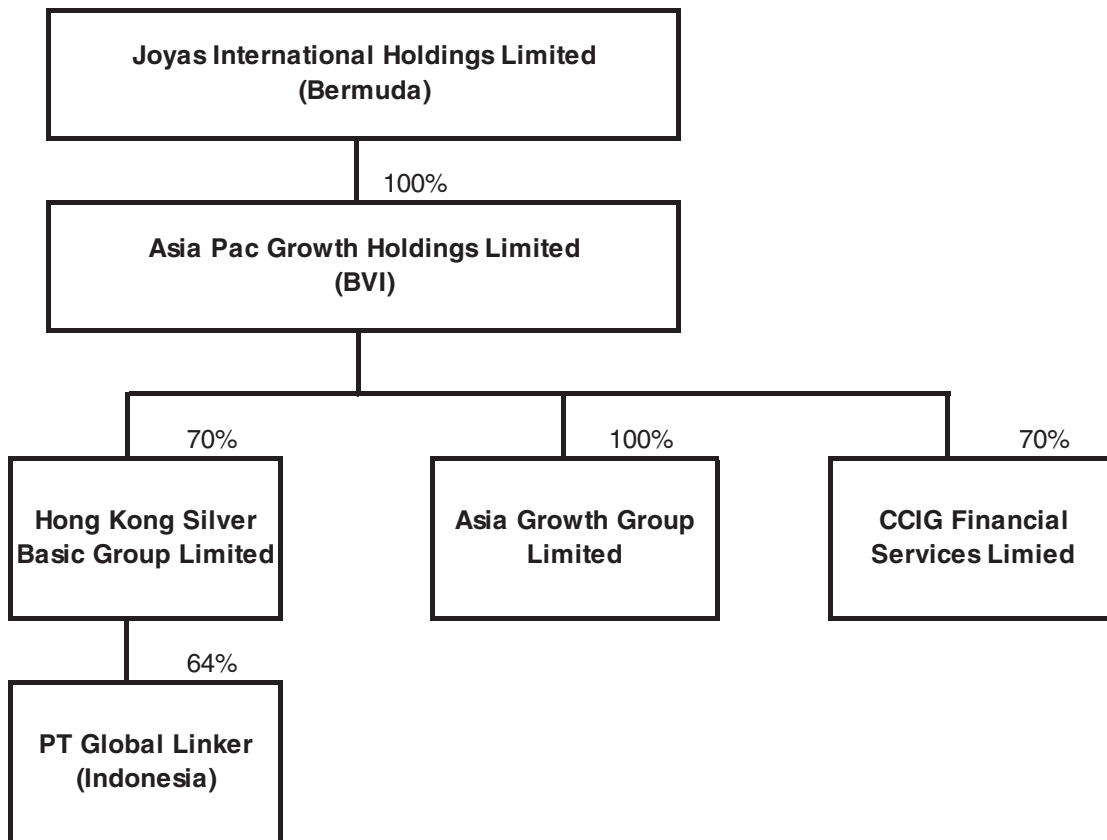 Joyas International Holdings Limited
(Bermuda)
100%
Asia Pac Growth Holdings Limited
(BVI)
70%
100%
70%
Hong Kong Silver
Basic Group Limited
Asia Growth Group
Limited
CCIG Financial
Services Limied
64%
PT Global Linker
(Indonesia)